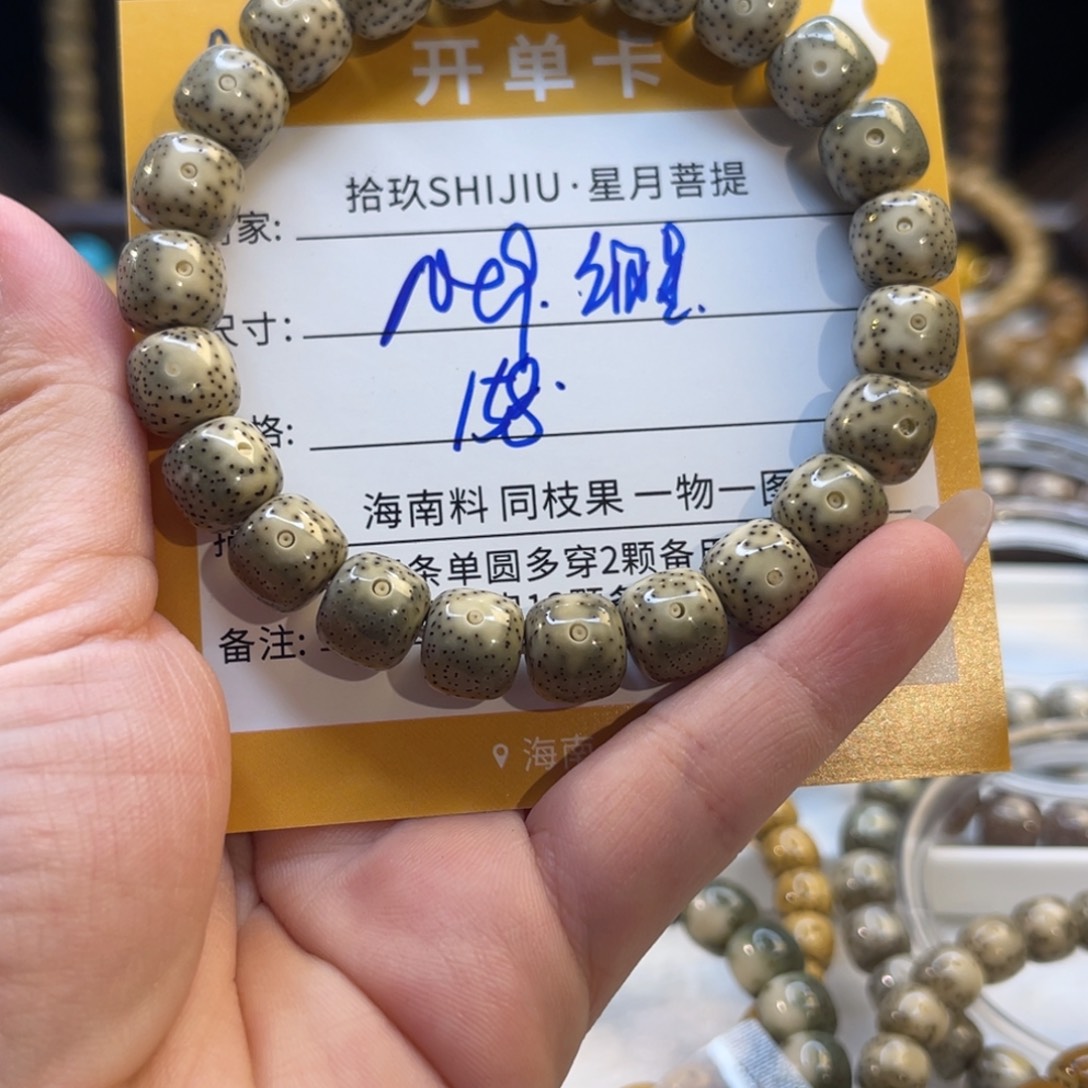 开单卡
家: 拾玖SHIJIU·星月菩提
尺寸: 细星.
格: 158.
海南料 同枝果 一物一图
条单圆多穿2颗备
备注:
海南